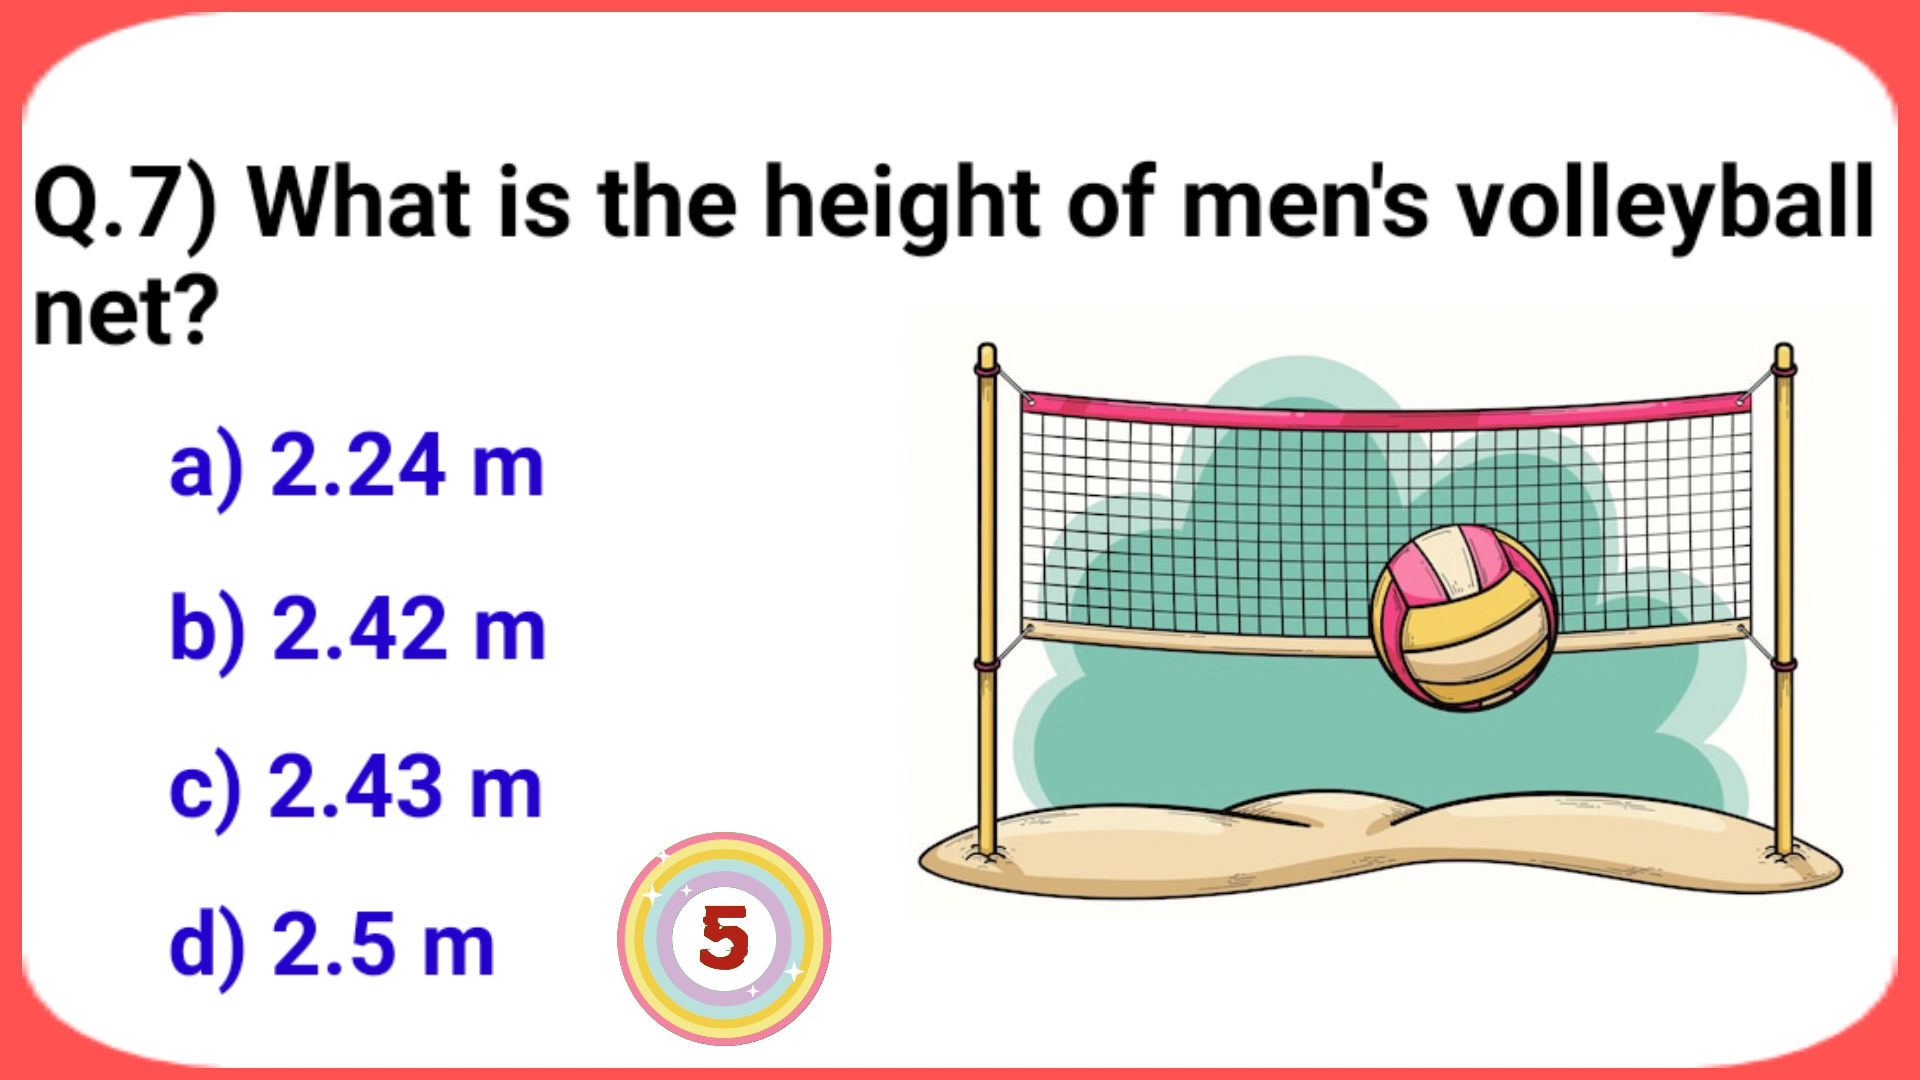 Q.7) What is the height of men's volleyball
net?
a) 2.24 m
b) 2.42 m
c) 2.43 m
d) 2.5 m
5